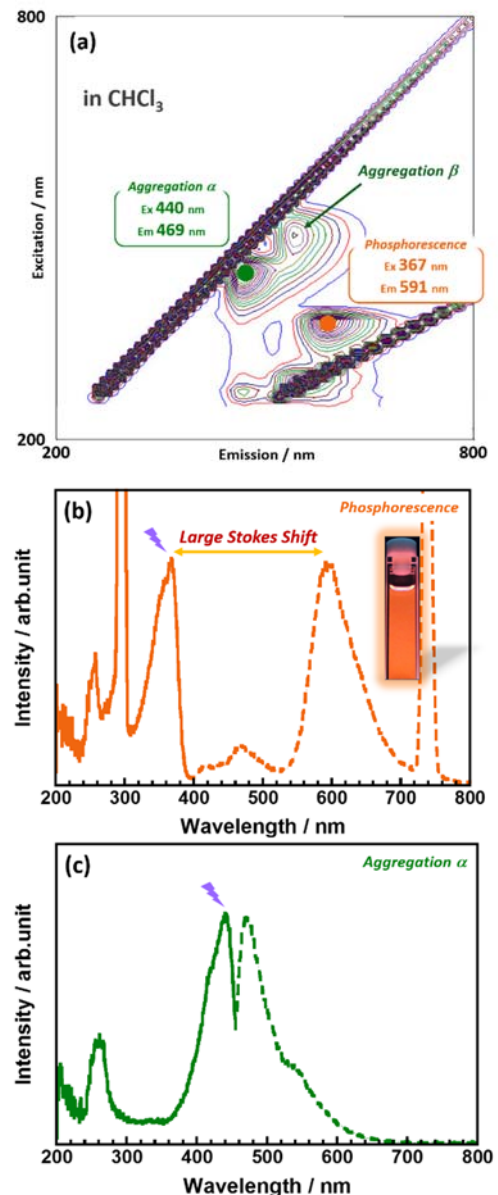 800
(a)
in CHCl3
Excitation / nm
Aggregation α
Ex 440 nm
Em 469 nm
Aggregation β
Phosphorescence
Ex 367 nm
Em 591 nm
200
200
Emission / nm
800
(b)
Phosphorescence
Large Stokes Shift
Intensity / arb.unit
200 300 400 500 600 700 800
Wavelength / nm
(c)
Aggregation α
Intensity / arb.unit
200 300 400 500 600 700 800
Wavelength / nm